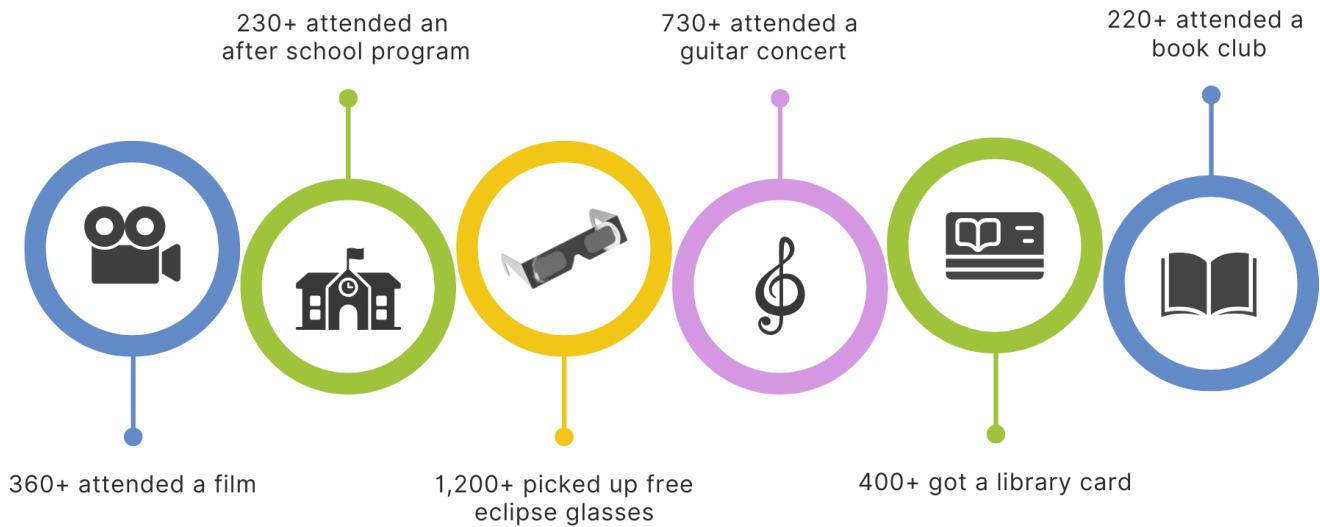 230+ attended an
after school program
730+ attended a
guitar concert
220+ attended a
book club
360+ attended a film
1,200+ picked up free
eclipse glasses
400+ got a library card